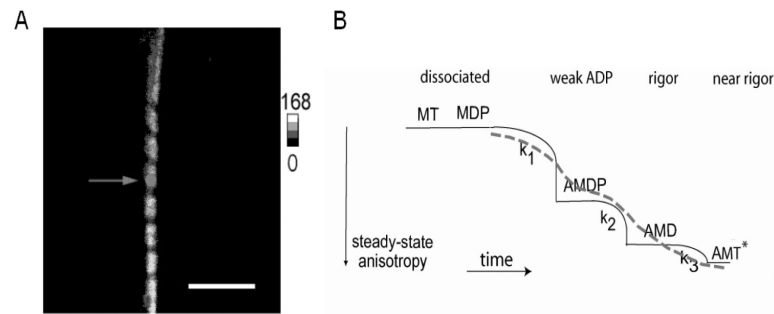 A
168
0
B
dissociated weak ADP rigor near rigor
MT MDP
k1
AMDP
k2
AMD
k3
AMT*
steady-state
anisotropy
time